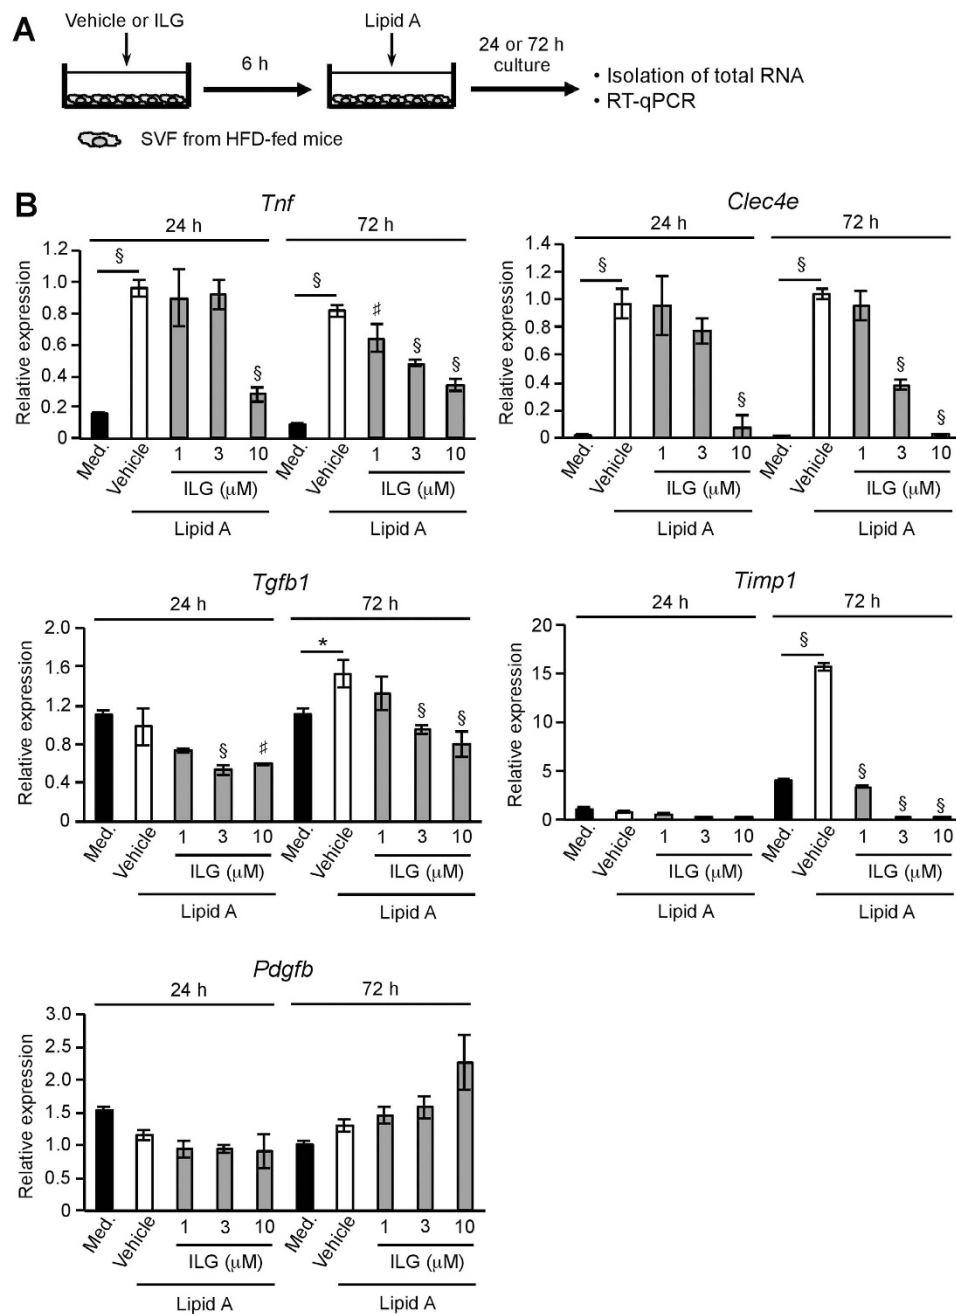 A
Vehicle or ILG
Lipid A
6 h
24 or 72 h
culture
• Isolation of total RNA
• RT-qPCR
SVF from HFD-fed mice
B
Tnf
24 h
72 h
Relative expression
1.2
1.0
0.8
0.6
0.4
0.2
0
§
§
§
♯
§
§
Med.
Vehicle
1
3
10
Med.
Vehicle
1
3
10
ILG (μM)
ILG (μM)
Lipid A
Lipid A
Clec4e
24 h
72 h
Relative expression
1.4
1.2
1.0
0.8
0.6
0.4
0.2
0
§
§
§
§
§
Med.
Vehicle
1
3
10
Med.
Vehicle
1
3
10
ILG (μM)
ILG (μM)
Lipid A
Lipid A
Tgfb1
24 h
72 h
Relative expression
2.0
1.6
1.2
0.8
0.4
0
§
♯
*
§
§
Med.
Vehicle
1
3
10
Med.
Vehicle
1
3
10
ILG (μM)
ILG (μM)
Lipid A
Lipid A
Timp1
24 h
72 h
Relative expression
20
15
10
5
0
§
§
§
§
Med.
Vehicle
1
3
10
Med.
Vehicle
1
3
10
ILG (μM)
ILG (μM)
Lipid A
Lipid A
Pdgfb
24 h
72 h
Relative expression
3.0
2.5
2.0
1.5
1.0
0.5
0
Med.
Vehicle
1
3
10
Med.
Vehicle
1
3
10
ILG (μM)
ILG (μM)
Lipid A
Lipid A